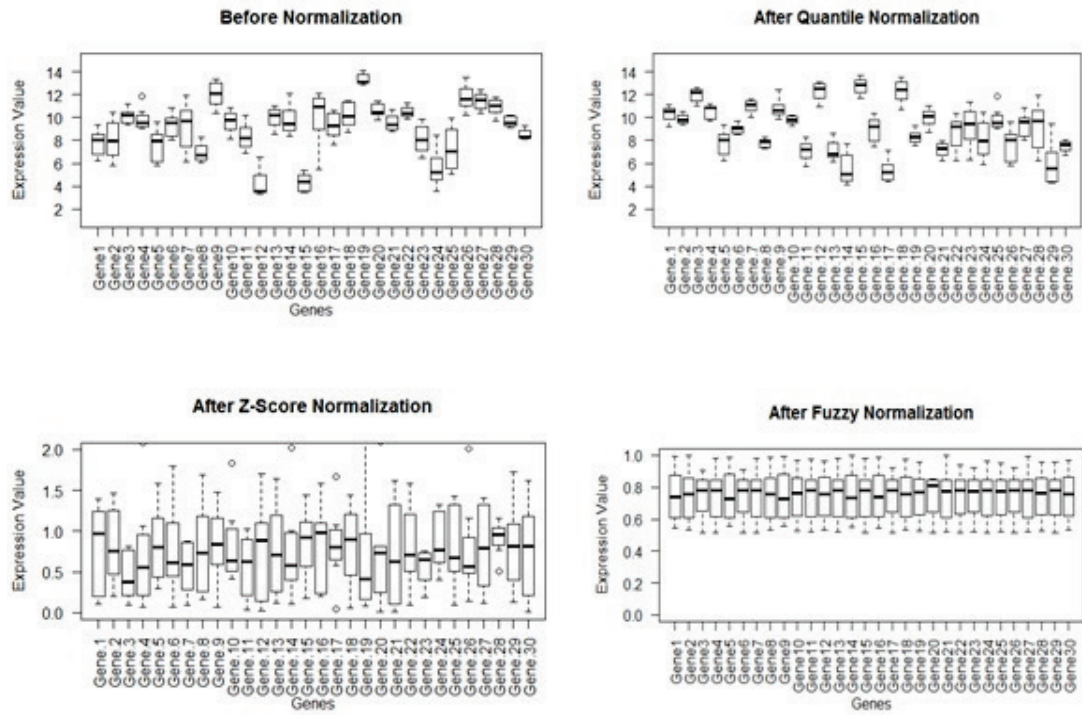 Before Normalization
Expression Value
14
12
10
8
6
4
2
Gene1
Gene2
Gene3
Gene4
Gene5
Gene6
Gene7
Gene8
Gene9
Gene10
Gene11
Gene12
Gene13
Gene14
Gene15
Gene16
Gene17
Gene18
Gene19
Gene20
Gene21
Gene22
Gene23
Gene24
Gene25
Gene26
Gene27
Gene28
Gene29
Gene30
Genes
After Quantile Normalization
Expression Value
14
12
10
8
6
4
2
Gene.1
Gene.2
Gene.3
Gene.4
Gene.5
Gene.6
Gene.7
Gene.8
Gene.9
Gene.10
Gene.11
Gene.12
Gene.13
Gene.14
Gene.15
Gene.16
Gene.17
Gene.18
Gene.19
Gene.20
Gene.21
Gene.22
Gene.23
Gene.24
Gene.25
Gene.26
Gene.27
Gene.28
Gene.29
Gene.30
After Z-Score Normalization
Expression Value
2.0
1.5
1.0
0.5
0.0
Gene.1
Gene.2
Gene.3
Gene.4
Gene.5
Gene.6
Gene.7
Gene.8
Gene.9
Gene.10
Gene.11
Gene.12
Gene.13
Gene.14
Gene.15
Gene.16
Gene.17
Gene.18
Gene.19
Gene.20
Gene.21
Gene.22
Gene.23
Gene.24
Gene.25
Gene.26
Gene.27
Gene.28
Gene.29
Gene.30
Genes
After Fuzzy Normalization
Expression Value
1.0
0.8
0.6
0.4
0.2
0.0
Gene1
Gene2
Gene3
Gene4
Gene5
Gene6
Gene7
Gene8
Gene9
Gene10
Gene11
Gene12
Gene13
Gene14
Gene15
Gene16
Gene17
Gene18
Gene19
Gene20
Gene21
Gene22
Gene23
Gene24
Gene25
Gene26
Gene27
Gene28
Gene29
Gene30
Genes